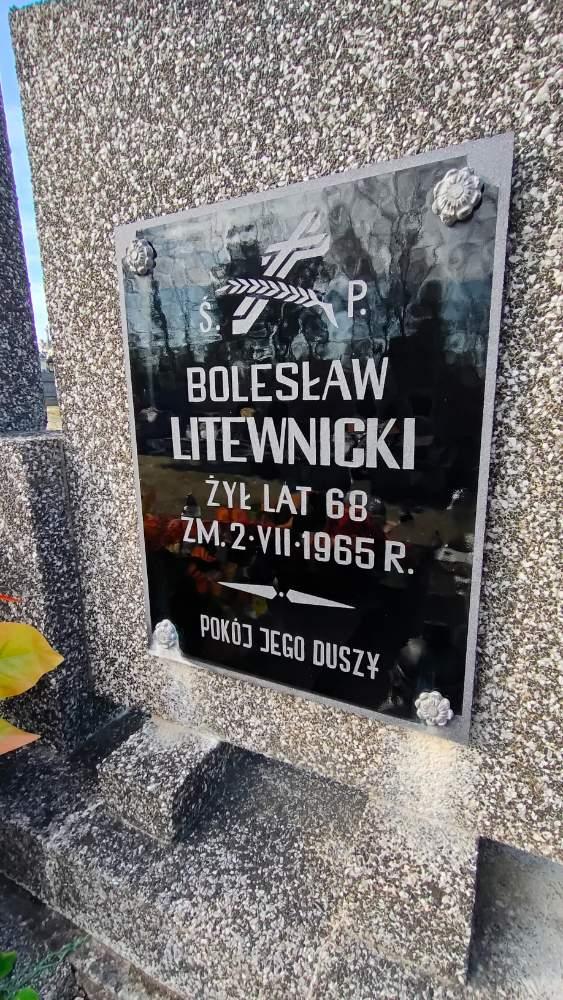 Ś. P.
BOLESŁAW
LITEWNICKI
ŻYŁ LAT 68
ZM. 2·VII·1965 R.
POKÓJ JEGO DUSZY